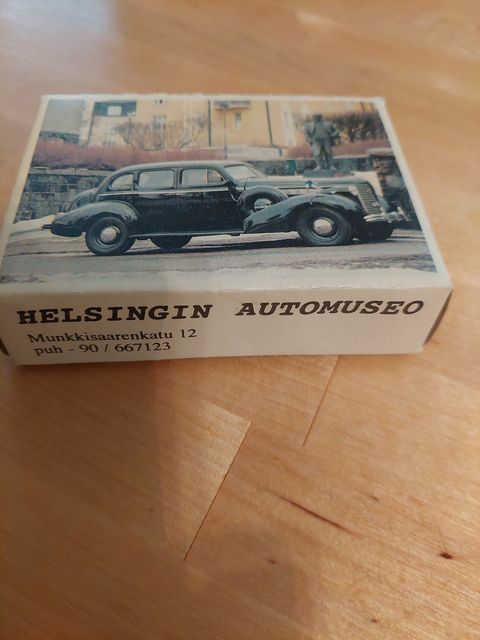 HELSINGIN AUTOMUSEO
Munkkisaarenkatu 12
puh - 90 / 667123